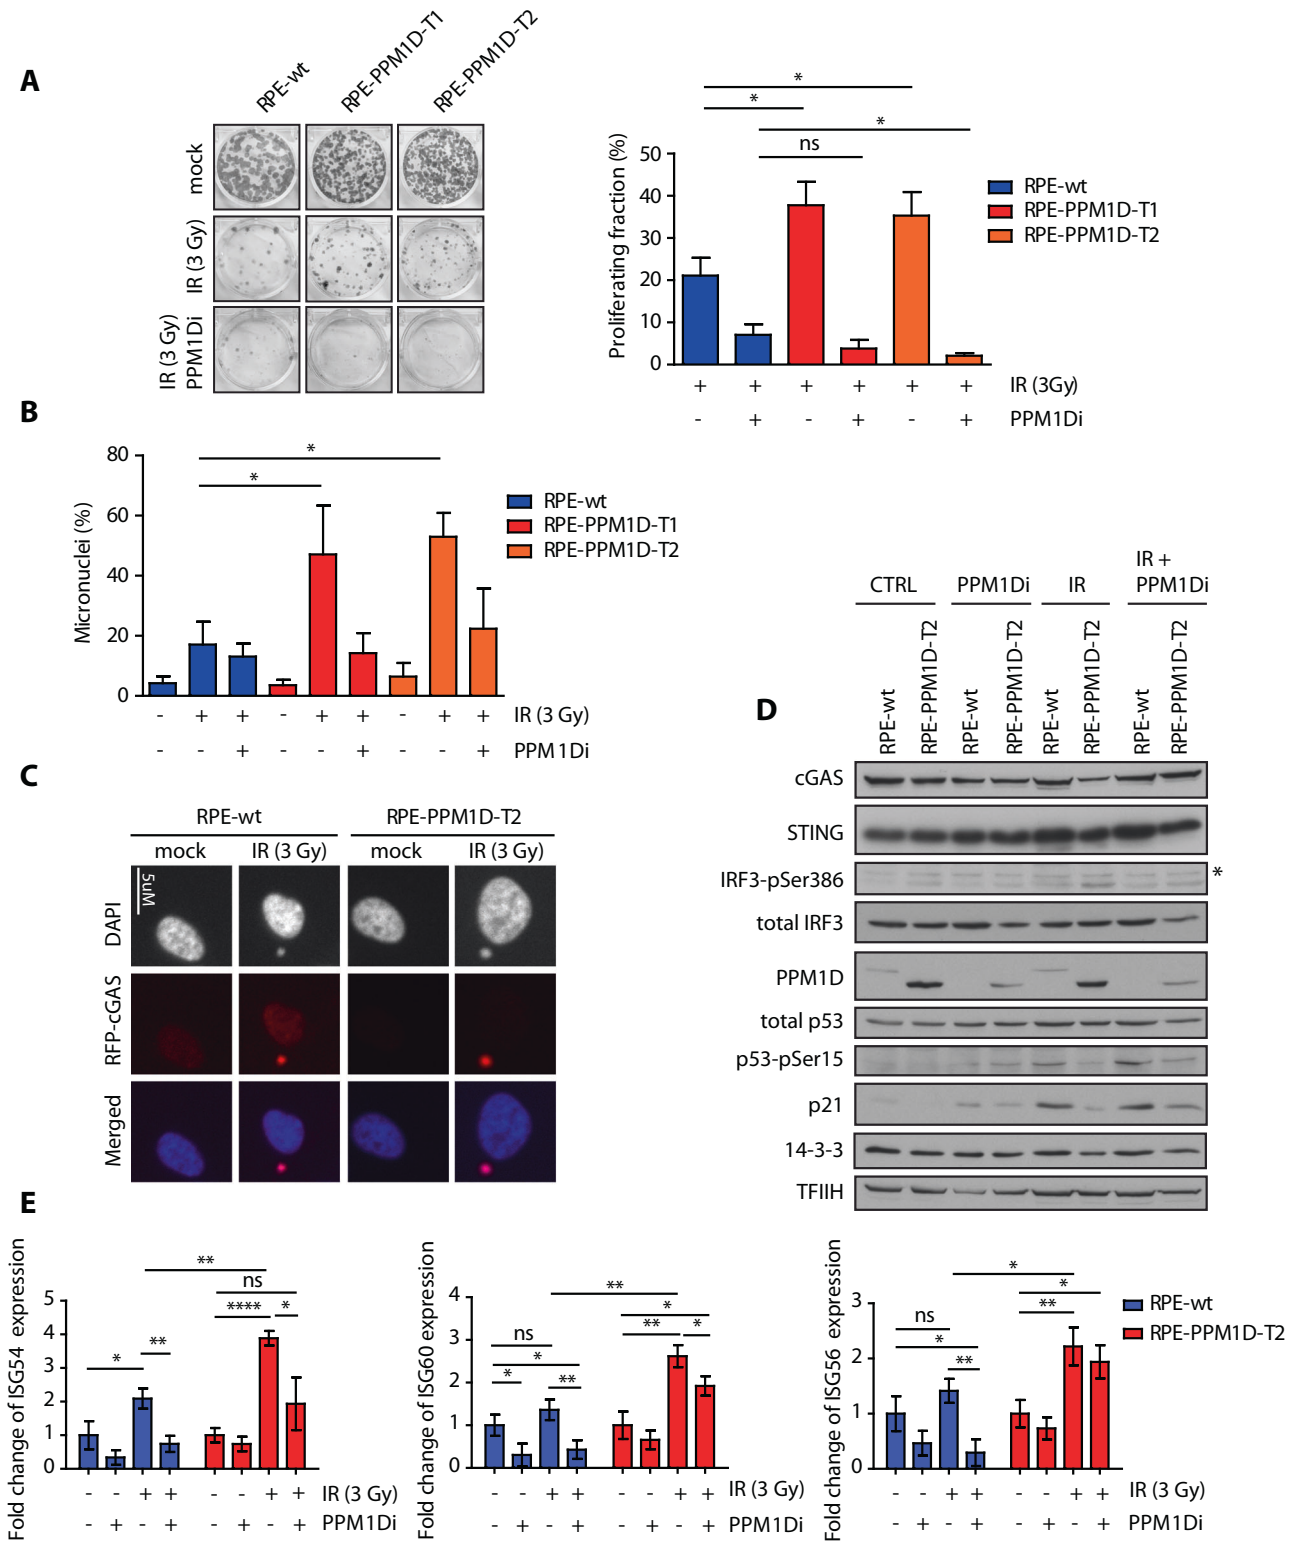 A
RPE-wt
RPE-PPM1D-T1
RPE-PPM1D-T2
mock
IR (3 Gy)
IR (3 Gy)
PPM1Di
*
*
*
ns
Proliferating fraction (%)
50
40
30
20
10
0
+ + + + + + IR (3Gy)
- + - + - + PPM1Di
RPE-wt
RPE-PPM1D-T1
RPE-PPM1D-T2
B
Micronuclei (%)
80
60
40
20
0
*
*
RPE-wt
RPE-PPM1D-T1
RPE-PPM1D-T2
- + + - + + - + + IR (3 Gy)
- - + - - + - - + PPM1Di
C
RPE-wt RPE-PPM1D-T2
mock IR (3 Gy) mock IR (3 Gy)
5uM
DAPI
RFP-cGAS
Merged
D
CTRL PPM1Di IR IR +
PPM1Di
RPE-wt
RPE-PPM1D-T2
RPE-wt
RPE-PPM1D-T2
RPE-wt
RPE-PPM1D-T2
RPE-wt
RPE-PPM1D-T2
cGAS
STING
IRF3-pSer386 *
total IRF3
PPM1D
total p53
p53-pSer15
p21
14-3-3
TFIIH
E
Fold change of ISG54 expression
5
4
3
2
1
0
**
ns
**** *
* **
- - + + - - + + IR (3 Gy)
- + - + - + - + PPM1Di
Fold change of ISG60 expression
4
3
2
1
0
**
*
** *
ns
*
* **
- - + + - - + + IR (3 Gy)
- + - + - + - + PPM1Di
Fold change of ISG56 expression
3
2
1
0
*
*
**
ns
*
**
- - + + - - + + IR (3 Gy)
- + - + - + - + PPM1Di
RPE-wt
RPE-PPM1D-T2